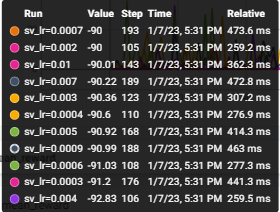 Run Value Step Time Relative
sv_lr=0.0007 -90 193 1/7/23, 5:31 PM 473.6 ms
sv_lr=0.002 -90 105 1/7/23, 5:31 PM 259.2 ms
sv_lr=0.01 -90.01 143 1/7/23, 5:31 PM 367.3 ms
sv_lr=0.007 -90.22 189 1/7/23, 5:31 PM 472.8 ms
sv_lr=0.003 -90.36 123 1/7/23, 5:31 PM 307.2 ms
sv_lr=0.0004 -90.6 110 1/7/23, 5:31 PM 276.9 ms
sv_lr=0.005 -90.92 168 1/7/23, 5:31 PM 414.3 ms
sv_lr=0.0009 -90.99 188 1/7/23, 5:31 PM 463 ms
sv_lr=0.0006 -91.03 108 1/7/23, 5:31 PM 277.3 ms
sv_lr=0.0003 -91.2 176 1/7/23, 5:31 PM 441.3 ms
sv_lr=0.004 -92.83 106 1/7/23, 5:31 PM 259.5 ms